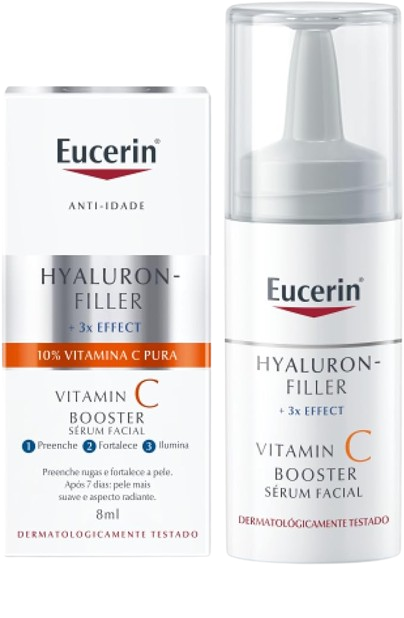 Eucerin®
ANTI-IDADE
HYALURON-
FILLER
+ 3x EFFECT
10% VITAMINA C PURA
VITAMIN C
BOOSTER
SÉRUM FACIAL
1 Preenche 2 Fortalece 3 Ilumina
Preenche rugas e fortalece a pele.
Após 7 dias: pele mais
suave e aspecto radiante.
8ml
DERMATOLOGICAMENTE TESTADO
Eucerin®
HYALURON-
FILLER
+ 3x EFFECT
VITAMIN C
BOOSTER
SÉRUM FACIAL
DERMATOLÓGICAMENTE TESTADO